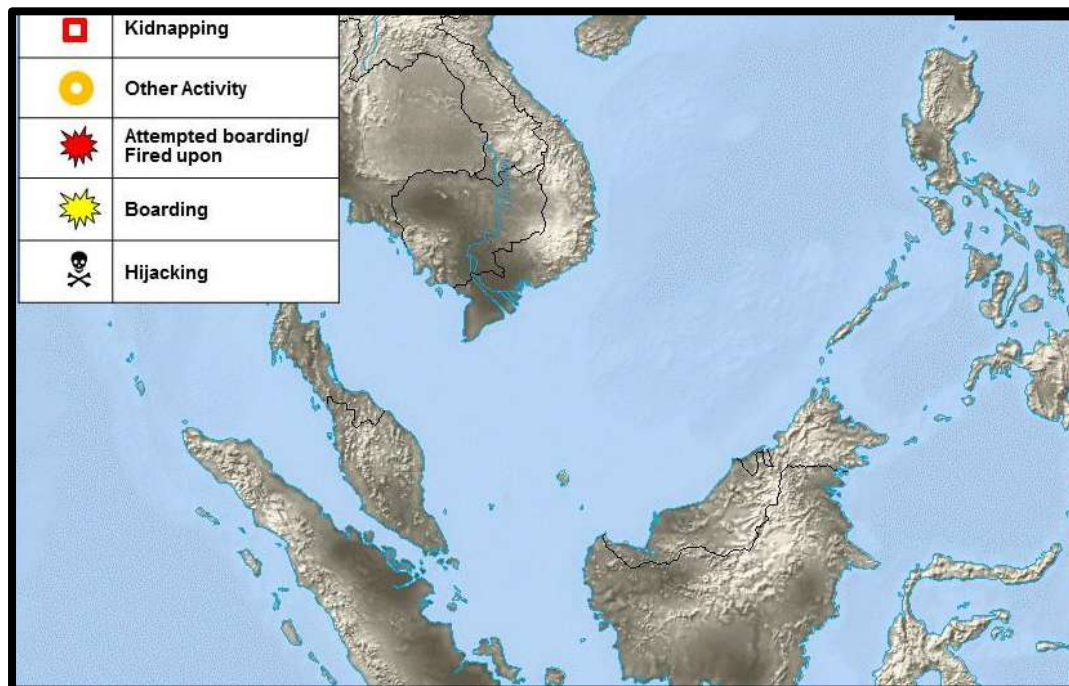 Kidnapping
Other Activity
Attempted boarding/
Fired upon
Boarding
Hijacking